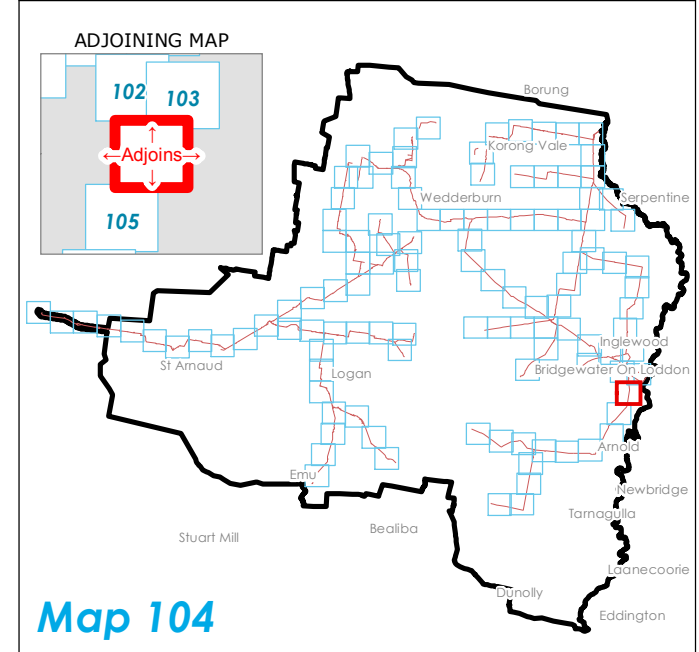 ADJOINING MAP
102
103
Adjoins
105
Borung
Korong Vale
Wedderburn
Serpentine
Inglewood
Bridgewater On Loddon
St Arnaud
Logan
Arnold
Emu
Newbridge
Tarnagulla
Bealiba
Stuart Mill
Laanecoorie
Dunolly
Eddington
Map 104